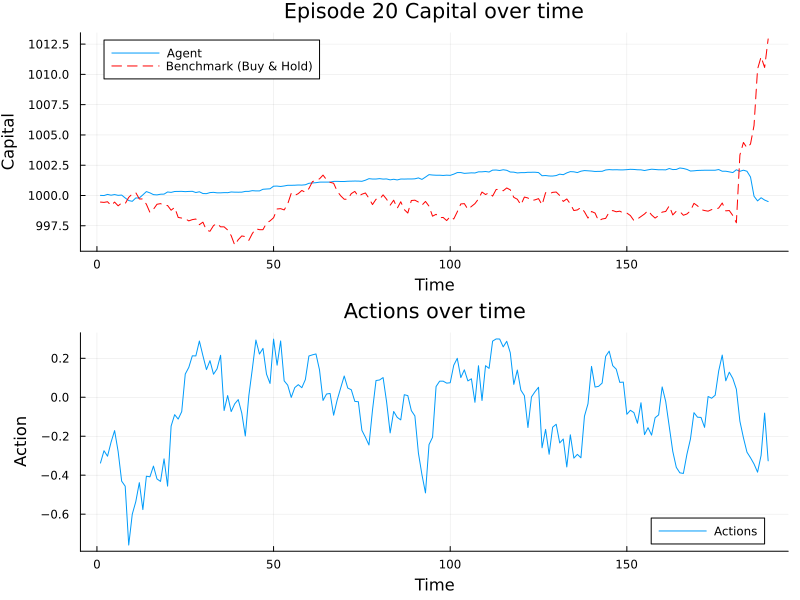 Episode 20 Capital over time
Capital
1012.5
1010.0
1007.5
1005.0
1002.5
1000.0
997.5
Agent
Benchmark (Buy & Hold)
0
50
100
150
Time
Actions over time
Action
0.2
0.0
−0.2
−0.4
−0.6
Actions
0
50
100
150
Time